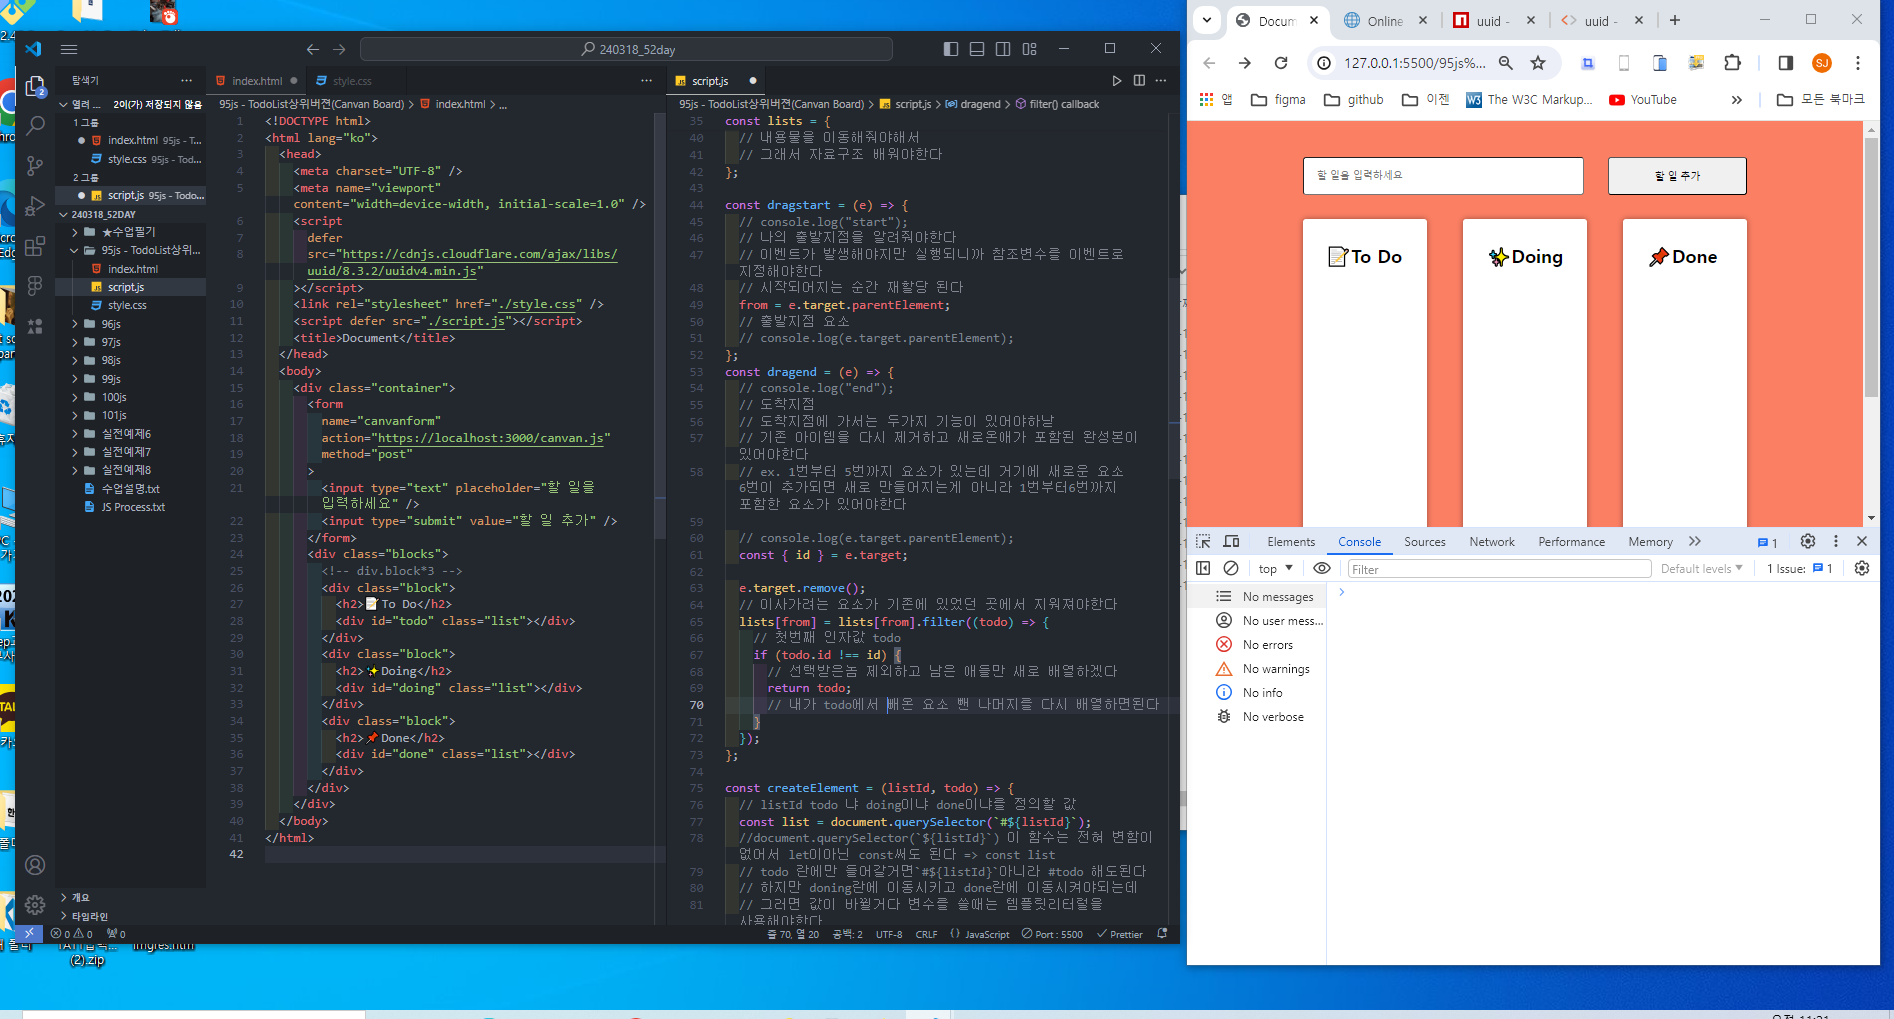 240318_52day
탐색기
열려 ... 2이(가) 저장되지 않음
1 그룹
index.html 95js - T...
style.css 95js - Tod...
2 그룹
script.js 95js - Todo...
240318_52DAY
★수업필기
95js - TodoList상위...
index.html
script.js
style.css
96js
97js
98js
99js
100js
101js
실전예제6
실전예제7
실전예제8
수업설명.txt
JS Process.txt
개요
타임라인
index.html
style.css
95js - TodoList상위버젼(Canvan Board) > index.html > ...
1 <!DOCTYPE html>
2 <html lang="ko">
3 <head>
4 <meta charset="UTF-8" />
5 <meta name="viewport"
content="width=device-width, initial-scale=1.0" />
6 <script
7 defer
8 src="https://cdnjs.cloudflare.com/ajax/libs/
uuid/8.3.2/uuidv4.min.js"
9 ></script>
10 <link rel="stylesheet" href="./style.css" />
11 <script defer src="./script.js"></script>
12 <title>Document</title>
13 </head>
14 <body>
15 <div class="container">
16 <form
17 name="canvanform"
18 action="https://localhost:3000/canvan.js"
19 method="post"
20 >
21 <input type="text" placeholder="할 일을
입력하세요" />
22 <input type="submit" value="할 일 추가" />
23 </form>
24 <div class="blocks">
25 <!-- div.block*3 -->
26 <div class="block">
27 <h2>📝To Do</h2>
28 <div id="todo" class="list"></div>
29 </div>
30 <div class="block">
31 <h2>✨Doing</h2>
32 <div id="doing" class="list"></div>
33 </div>
34 <div class="block">
35 <h2>📌Done</h2>
36 <div id="done" class="list"></div>
37 </div>
38 </div>
39 </div>
40 </body>
41 </html>
42
script.js
95js - TodoList상위버젼(Canvan Board) > script.js > dragend > filter() callback
35 const lists = {
40 // 내용물을 이동해줘야해서
41 // 그래서 자료구조 배워야한다
42 };
43
44 const dragstart = (e) => {
45 // console.log("start");
46 // 나의 출발지점을 알려줘야한다
47 // 이벤트가 발생해야지만 실행되니까 참조변수를 이벤트로
지정해야한다
48 // 시작되어지는 순간 재할당 된다
49 from = e.target.parentElement;
50 // 출발지점 요소
51 // console.log(e.target.parentElement);
52 };
53 const dragend = (e) => {
54 // console.log("end");
55 // 도착지점
56 // 도착지점에 가서는 두가지 기능이 있어야하낟
57 // 기존 아이템을 다시 제거하고 새로온애가 포함된 완성본이
있어야한다
58 // ex. 1번부터 5번까지 요소가 있는데 거기에 새로운 요소
6번이 추가되면 새로 만들어지는게 아니라 1번부터6번까지
포함한 요소가 있어야한다
59
60 // console.log(e.target.parentElement);
61 const { id } = e.target;
62
63 e.target.remove();
64 // 이사가려는 요소가 기존에 있었던 곳에서 지워져야한다
65 lists[from] = lists[from].filter((todo) => {
66 // 첫번째 인자값 todo
67 if (todo.id !== id) {
68 // 선택받은놈 제외하고 남은 애들만 새로 배열하겠다
69 return todo;
70 // 내가 todo에서 빼온 요소 뺀 나머지를 다시 배열하면된다
71 }
72 });
73 };
74
75 const createElement = (listId, todo) => {
76 // listId todo 냐 doing이냐 done이냐를 정의할 값
77 const list = document.querySelector(`#${listId}`);
78 //document.querySelector(`${listId}`) 이 함수는 전혀 변함이
없어서 let이아닌 const써도 된다 => const list
79 // todo 란에만 들어갈거면`#${listId}`아니라 #todo 해도된다
80 // 하지만 doning란에 이동시키고 done란에 이동시켜야되는데
81 // 그러면 값이 바뀔거다 변수를 쓸때는 템플릿리터럴을
사용해야한다
0 0 0
줄 70, 열 20 공백: 2 UTF-8 CRLF {} JavaScript Port : 5500 Prettier
(2).zip
Docum
Online
uuid -
uuid -
127.0.0.1:5500/95js%...
SJ
앱 figma github 이젠 The W3C Markup... YouTube 모든 북마크
할 일을 입력하세요
할 일 추가
📝To Do
✨Doing
📌Done
Elements Console Sources Network Performance Memory 1
top Filter Default levels 1 Issue: 1
No messages
No user mess...
No errors
No warnings
No info
No verbose